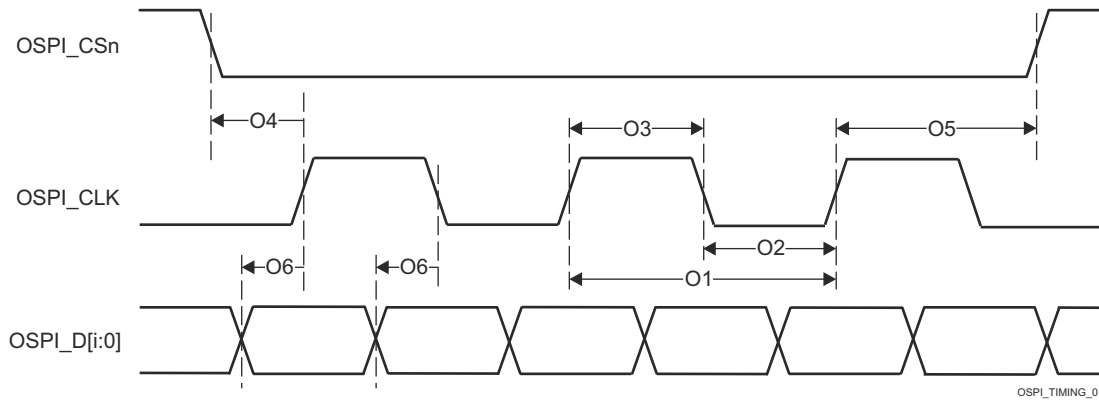 OSPI_CSn
O4
O3
O5
OSPI_CLK
O2
O6
O6
O1
OSPI_D[i:0]
OSPI_TIMING_0